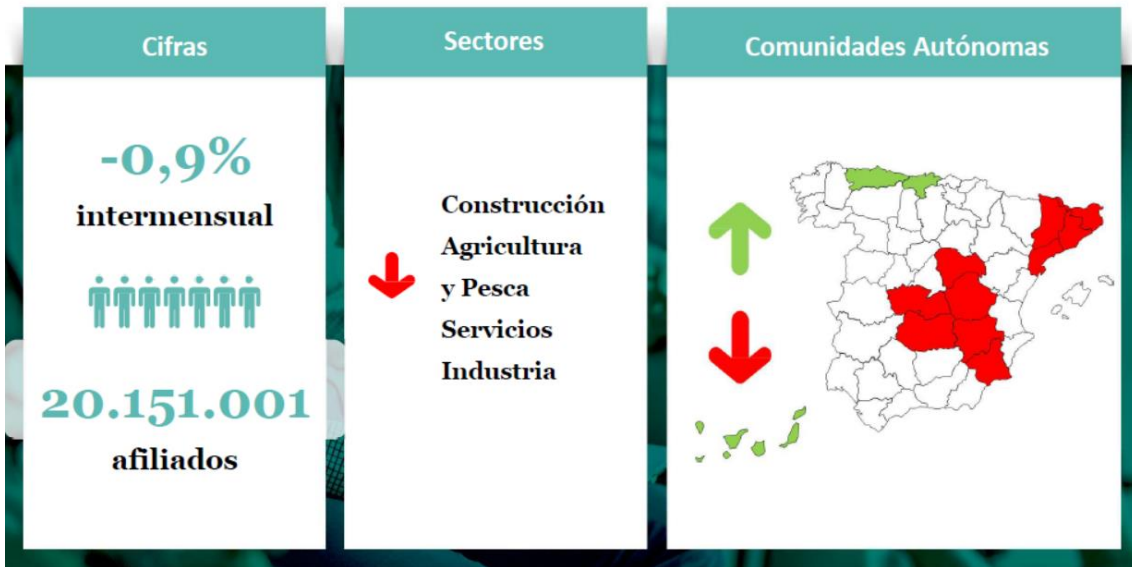 Cifras
-0,9%
intermensual
20.151.001
afiliados
Sectores
Construcción
Agricultura
y Pesca
Servicios
Industria
Comunidades Autónomas